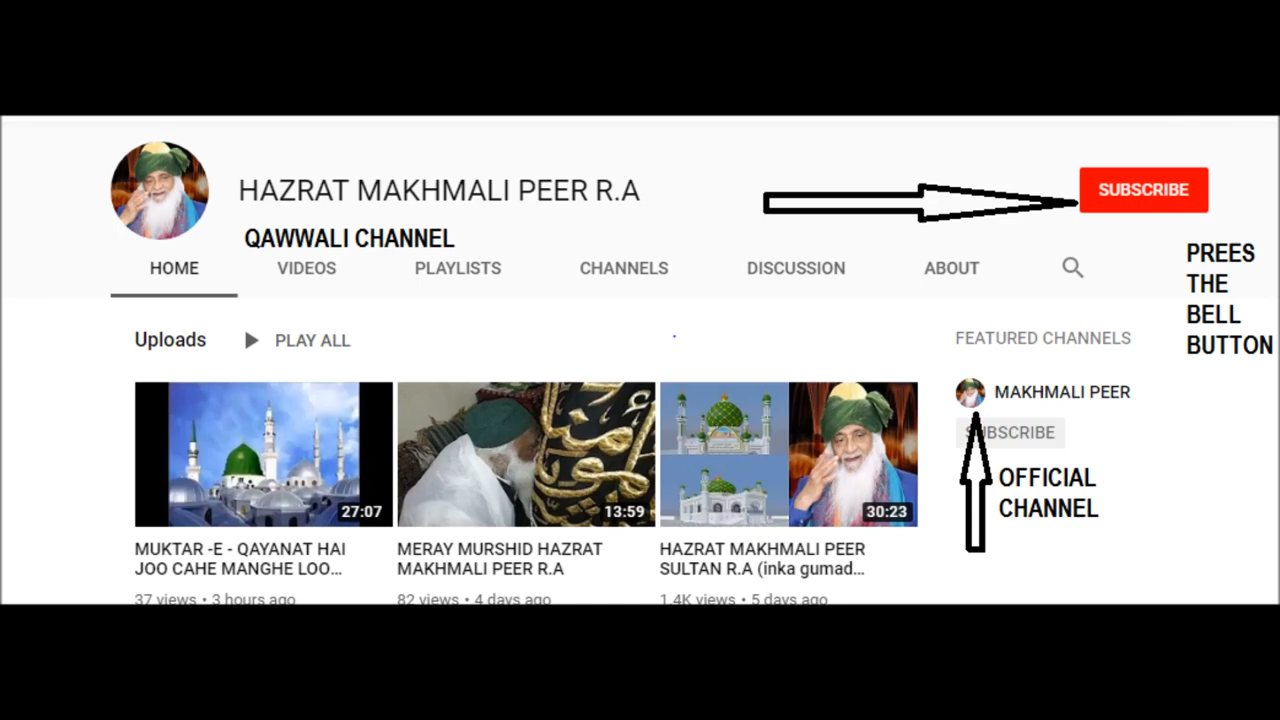 HAZRAT MAKHMALI PEER R.A
SUBSCRIBE
QAWWALI CHANNEL
HOME VIDEOS PLAYLISTS CHANNELS DISCUSSION ABOUT
PREES
THE
BELL
BUTTON
Uploads PLAY ALL
FEATURED CHANNELS
MAKHMALI PEER
SUBSCRIBE
OFFICIAL
CHANNEL
27:07
13:59
30:23
MUKTAR -E - QAYANAT HAI
JOO CAHE MANGHE LOO...
37 views • 3 hours ago
MERAY MURSHID HAZRAT
MAKHMALI PEER R.A
82 views • 4 days ago
HAZRAT MAKHMALI PEER
SULTAN R.A (inka gumad...
1.4K views • 5 days ago